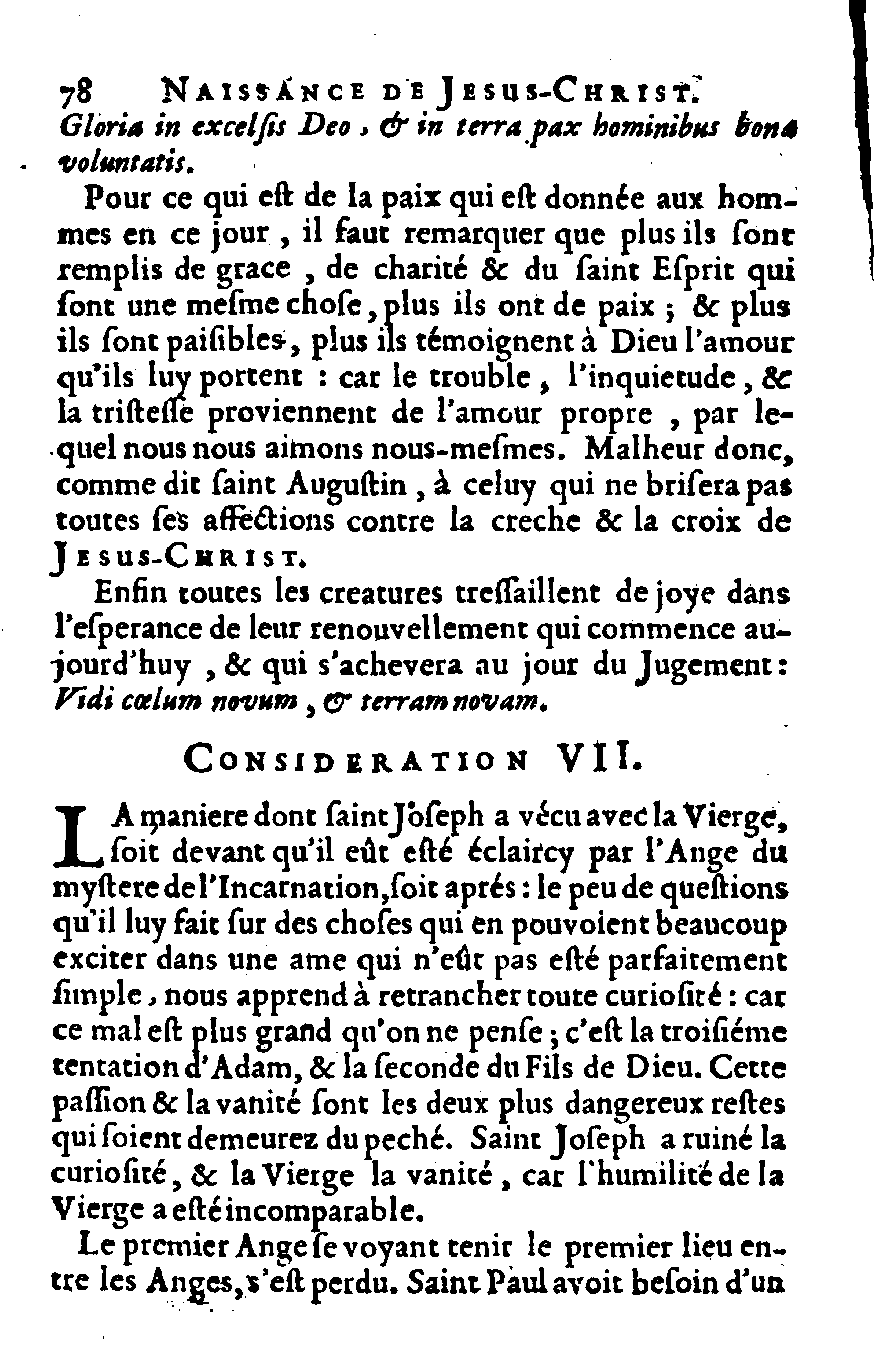 78 NAISSANCE DE JESUS-CHRIST.
Gloria in excelſis Deo, & in terra pax hominibus bona
voluntatis.
Pour ce qui eſt de la paix qui eſt donnée aux hom-
mes en ce jour, il faut remarquer que plus ils ſont
remplis de grace, de charité & du ſaint Eſprit qui
ſont une meſme choſe, plus ils ont de paix; & plus
ils ſont paiſibles, plus ils témoignent à Dieu l'amour
qu'ils luy portent : car le trouble, l'inquietude, &
la triſteſſe proviennent de l'amour propre, par le-
quel nous nous aimons nous-meſmes. Malheur donc,
comme dit ſaint Auguſtin, à celuy qui ne briſera pas
toutes ſes affections contre la creche & la croix de
JESUS-CHRIST.
Enfin toutes les creatures treſſaillent de joye dans
l'eſperance de leur renouvellement qui commence au-
jourd'huy, & qui s'achevera au jour du Jugement:
Vidi cœlum novum, & terram novam.
CONSIDERATION VII.
LA maniere dont ſaint Joſeph a vécu avec la Vierge,
ſoit devant qu'il eût eſté éclaircy par l'Ange du
myſtere de l'Incarnation, ſoit aprés : le peu de queſtions
qu'il luy fait ſur des choſes qui en pouvoient beaucoup
exciter dans une ame qui n'eût pas eſté parfaitement
ſimple, nous apprend à retrancher toute curioſité : car
ce mal eſt plus grand qu'on ne penſe; c'eſt la troiſiéme
tentation d'Adam, & la ſeconde du Fils de Dieu. Cette
paſſion & la vanité ſont les deux plus dangereux reſtes
qui ſoient demeurez du peché. Saint Joſeph a ruiné la
curioſité, & la Vierge la vanité, car l'humilité de la
Vierge a eſté incomparable.
Le premier Ange ſe voyant tenir le premier lieu en-
tre les Anges, s'eſt perdu. Saint Paul avoit beſoin d'un